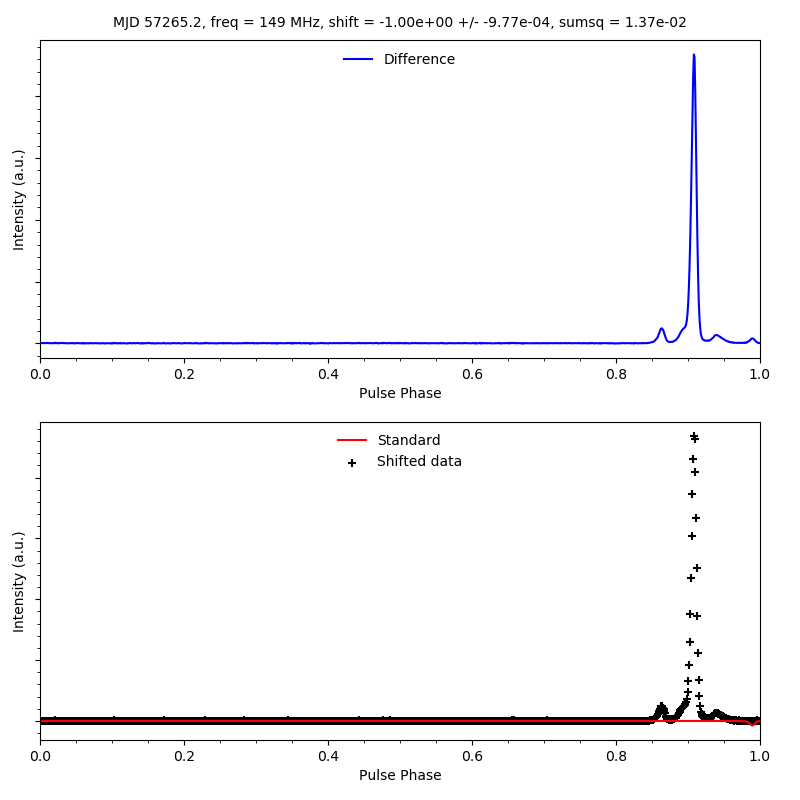 MJD 57265.2, freq = 149 MHz, shift = -1.00e+00 +/- -9.77e-04, sumsq = 1.37e-02
Difference
Intensity (a.u.)
0.0 0.2 0.4 0.6 0.8 1.0
Pulse Phase
Standard
Shifted data
Intensity (a.u.)
0.0 0.2 0.4 0.6 0.8 1.0
Pulse Phase